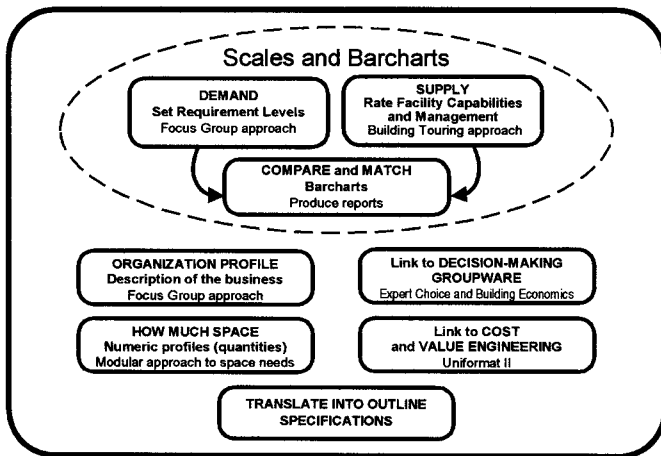 Scales and Barcharts
DEMAND
Set Requirement Levels
Focus Group approach
SUPPLY
Rate Facility Capabilities
and Management
Building Touring approach
COMPARE and MATCH
Barcharts
Produce reports
ORGANIZATION PROFILE
Description of the business
Focus Group approach
Link to DECISION-MAKING
GROUPWARE
Expert Choice and Building Economics
HOW MUCH SPACE
Numeric profiles (quantities)
Modular approach to space needs
Link to COST
and VALUE ENGINEERING
Uniformat II
TRANSLATE INTO OUTLINE
SPECIFICATIONS